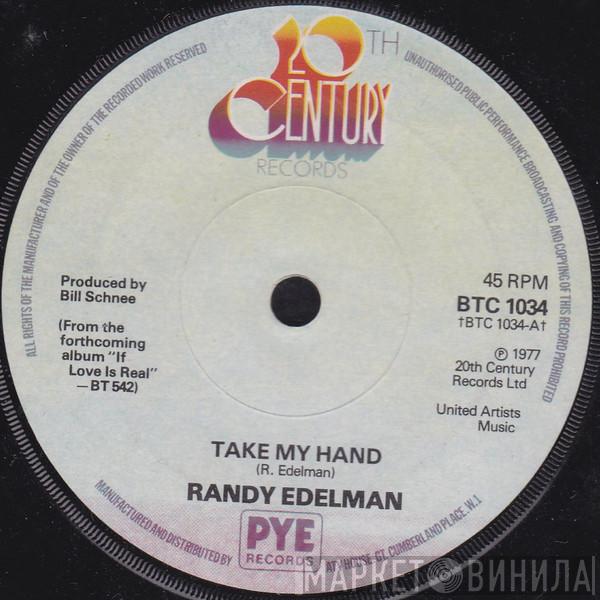 20TH
CENTURY
RECORDS
ALL RIGHTS OF THE MANUFACTURER AND OF THE OWNER OF THE RECORDED WORK RESERVED
UNAUTHORISED PUBLIC PERFORMANCE BROADCASTING AND COPYING OF THIS RECORD PROHIBITED
Produced by
Bill Schnee
(From the
forthcoming
album "If
Love Is Real"
—BT 542)
45 RPM
BTC 1034
†BTC 1034-A†
℗ 1977
20th Century
Records Ltd
United Artists
Music
TAKE MY HAND
(R. Edelman)
RANDY EDELMAN
MANUFACTURED AND DISTRIBUTED BY
PYE
RECORDS
HOUSE, GT. CUMBERLAND PLACE, W.1
МАРКЕТ ВИНИЛА